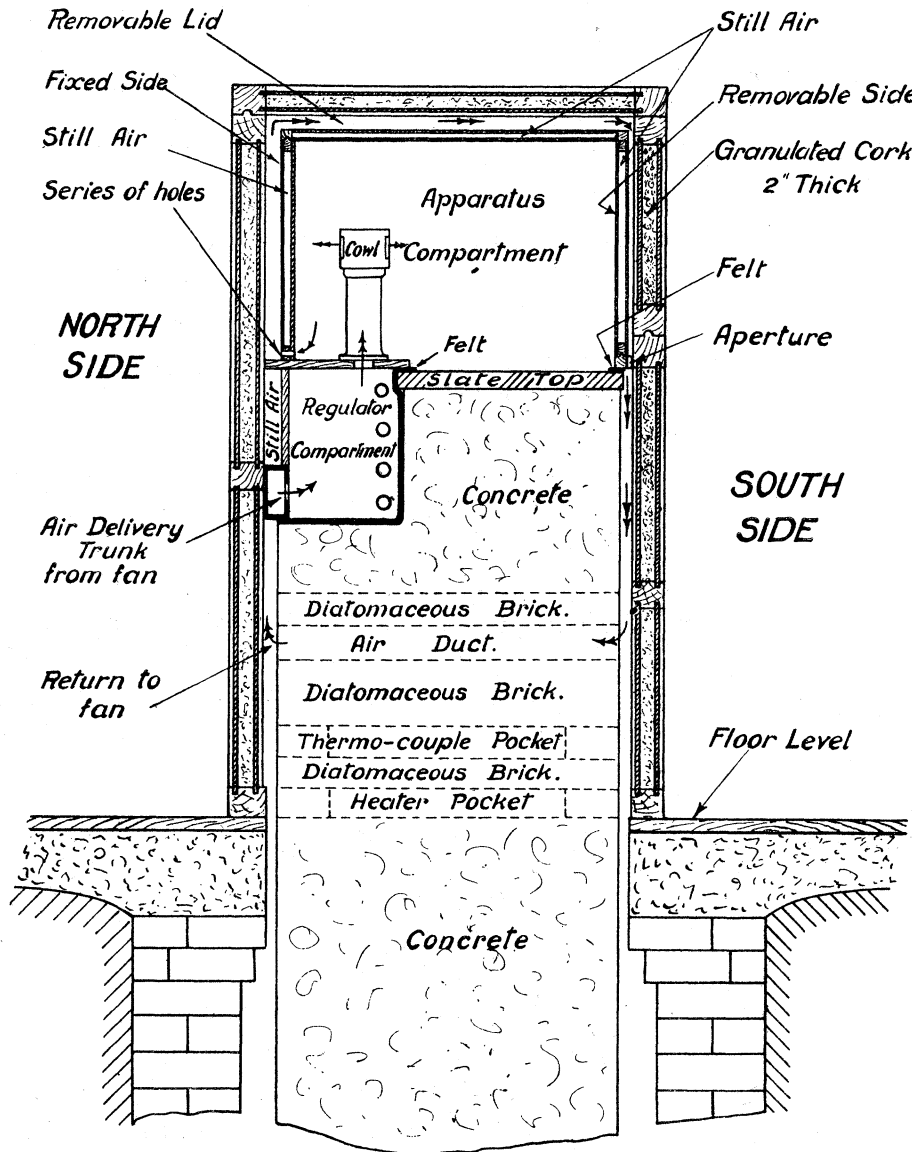 Removable Lid
Still Air
Fixed Side
Removable Side
Still Air
Granulated Cork
2" Thick
Series of holes
Apparatus
Compartment
Cowl
Felt
NORTH
SIDE
Aperture
Felt
Slate Top
Still Air
Regulator
Compartment
Concrete
SOUTH
SIDE
Air Delivery
Trunk
from fan
Diatomaceous Brick.
Air Duct.
Return to
fan
Diatomaceous Brick.
Thermo-couple Pocket
Floor Level
Diatomaceous Brick.
Heater Pocket
Concrete